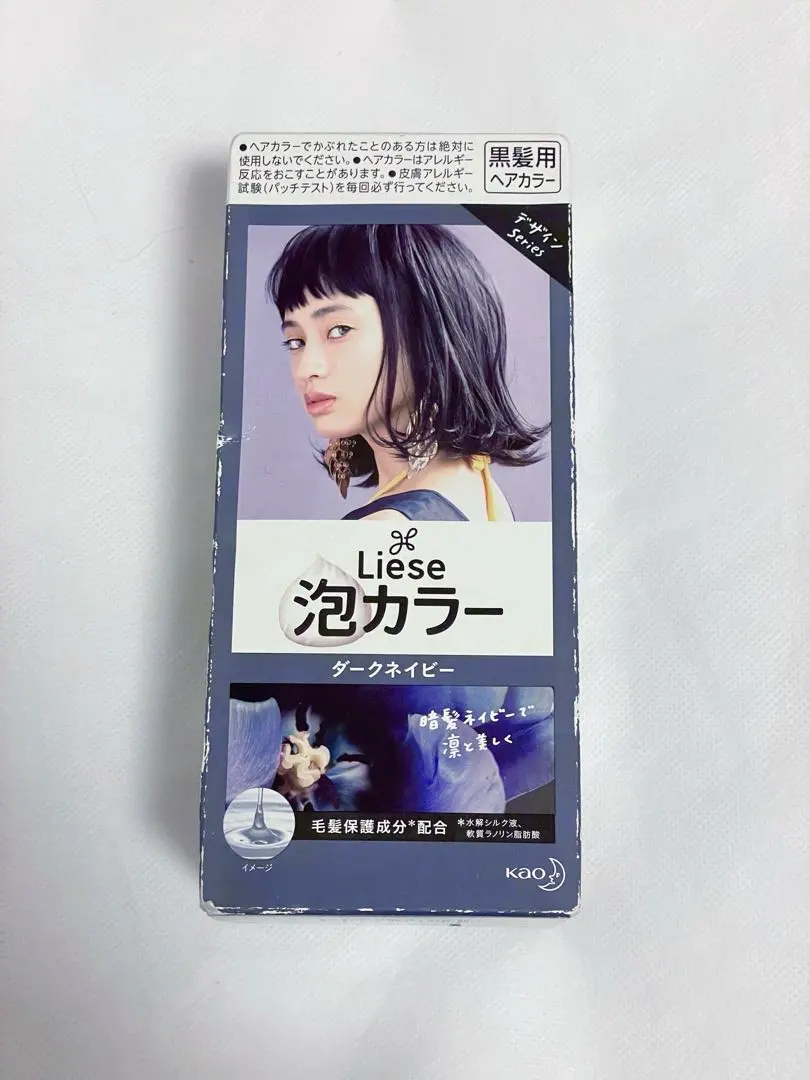 ●ヘアカラーでかぶれたことのある方は絶対に
使用しないでください。●ヘアカラーはアレルギー
反応をおこすことがあります。●皮膚アレルギー
試験(パッチテスト)を毎回必ず行ってください。
黒髪用
ヘアカラー
デザイン
Series
Liese
泡カラー
ダークネイビー
暗髪ネイビーで
凛と美しく
毛髪保護成分*配合
*水解シルク液、
軟質ラノリン脂肪酸
イメージ
Kao